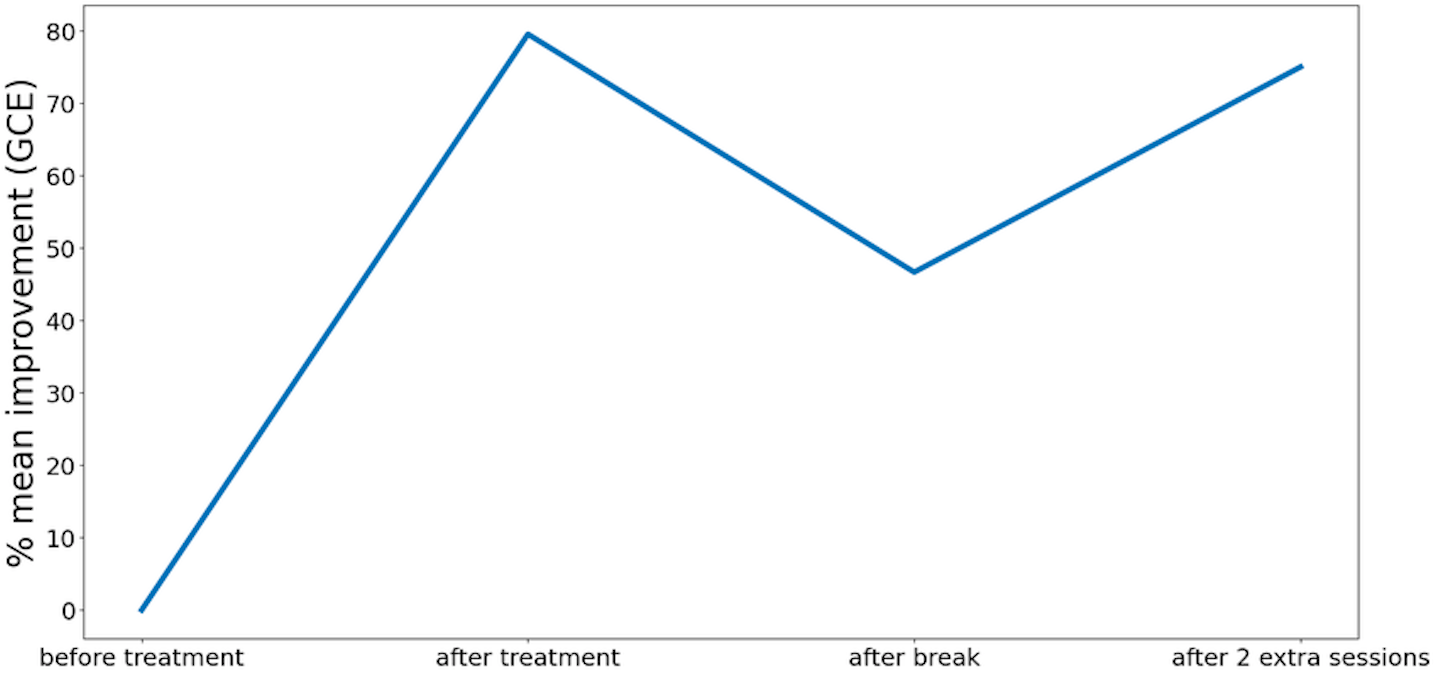 % mean improvement (GCE)
80
70
60
50
40
30
20
10
0
before treatment
after treatment
after break
after 2 extra sessions